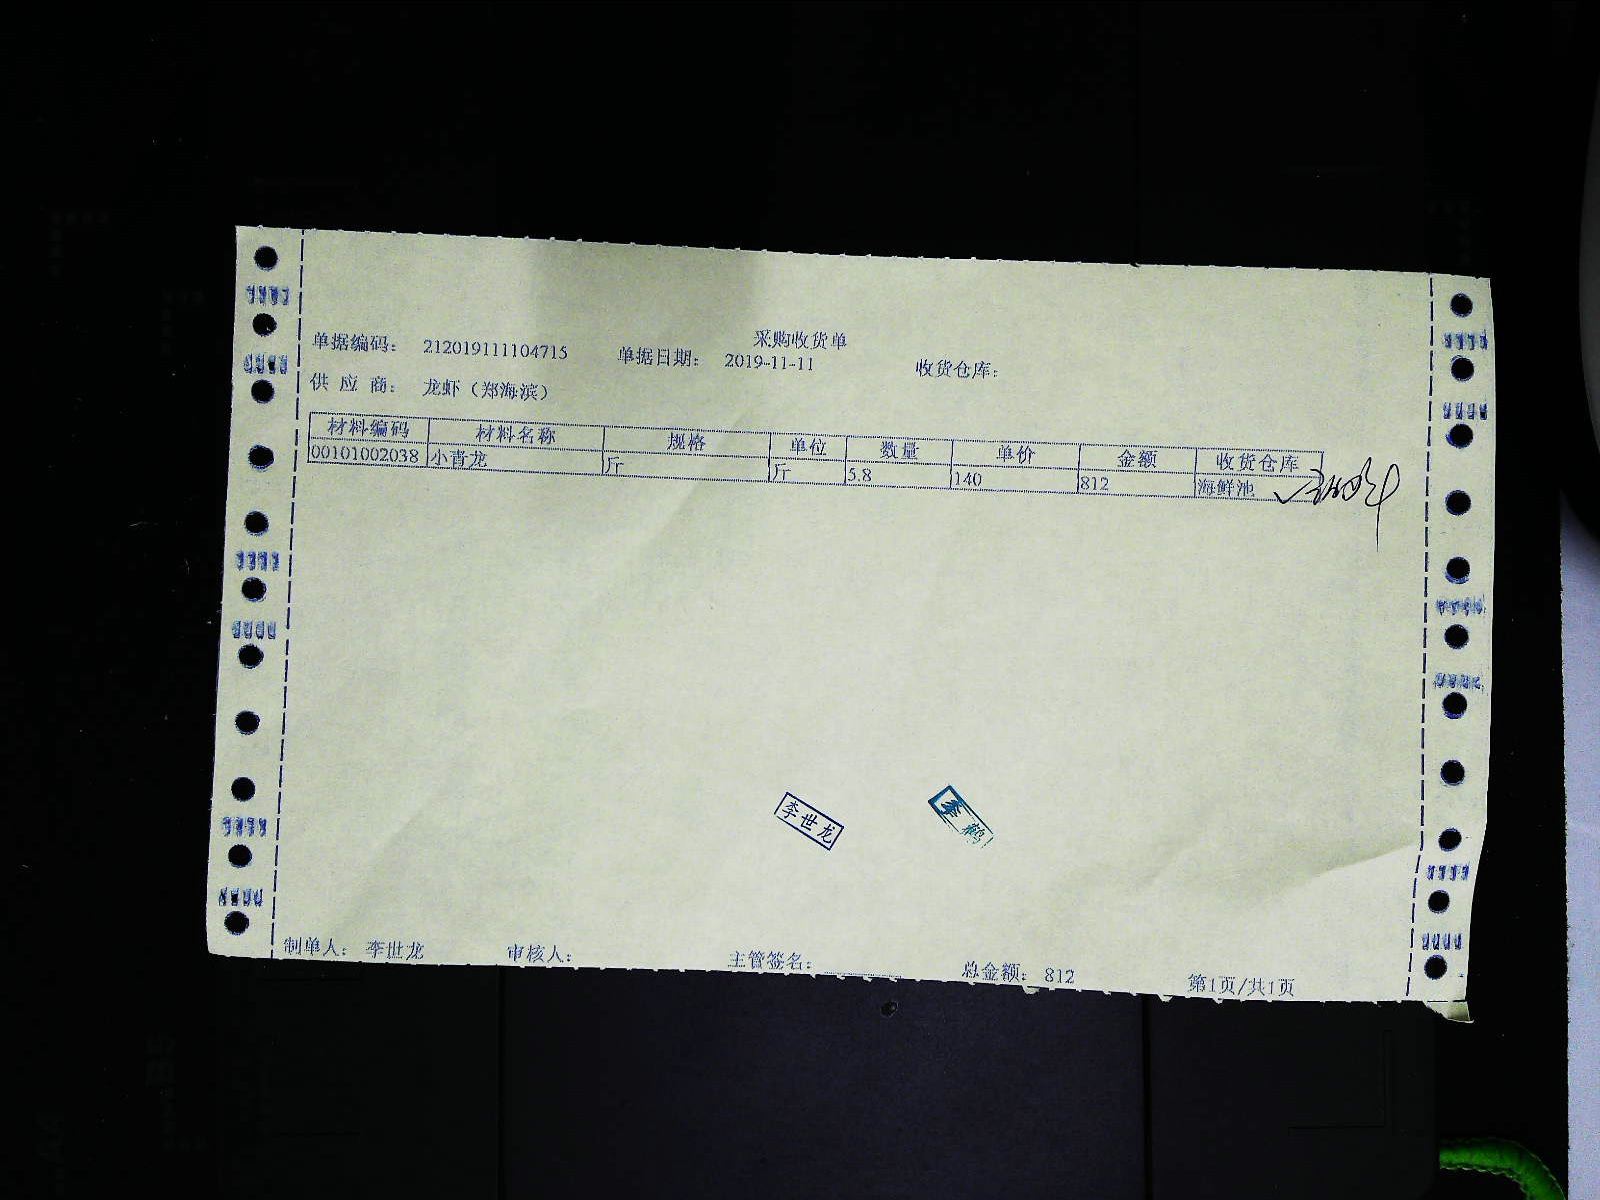 采购收货单
单据编码： 212019111104715 单据日期： 2019-11-11 收货仓库：
供 应 商： 龙虾（郑海滨）
材料编码 材料名称 规格 单位 数量 单价 金额 收货仓库
00101002038 小青龙 斤 斤 5.8 140 812 海鲜池
李世龙 李 鹤
制单人： 李世龙 审核人： 主管签名： 总金额： 812 第1页/共1页